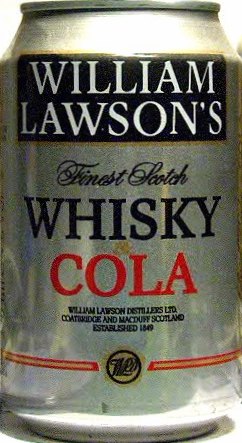 WILLIAM
LAWSON'S
Finest Scotch
WHISKY
COLA
WILLIAM LAWSON DISTILLERS LTD.
COATBRIDGE AND MACDUFF SCOTLAND
ESTABLISHED 1849